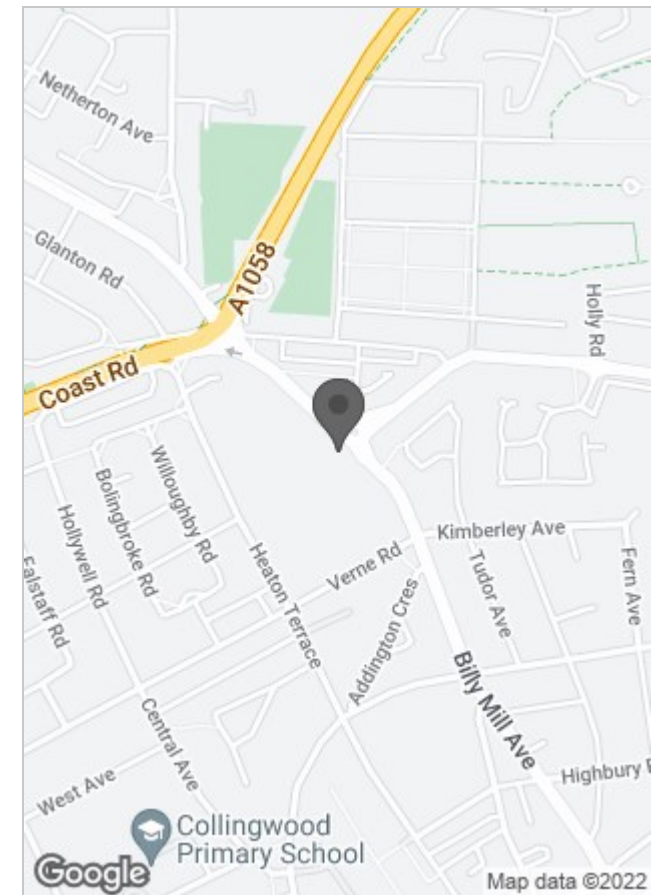 Netherton Ave
Glanton Rd
A1058
Holly Rd
Coast Rd
Willoughby Rd
Bolingbroke Rd
Hollywell Rd
Falstaff Rd
Kimberley Ave
Verne Rd
Heaton Terrace
Tudor Ave
Fern Ave
Addington Cres
Billy Mill Ave
Central Ave
West Ave
Highbury
Collingwood
Primary School
Google
Map data ©2022